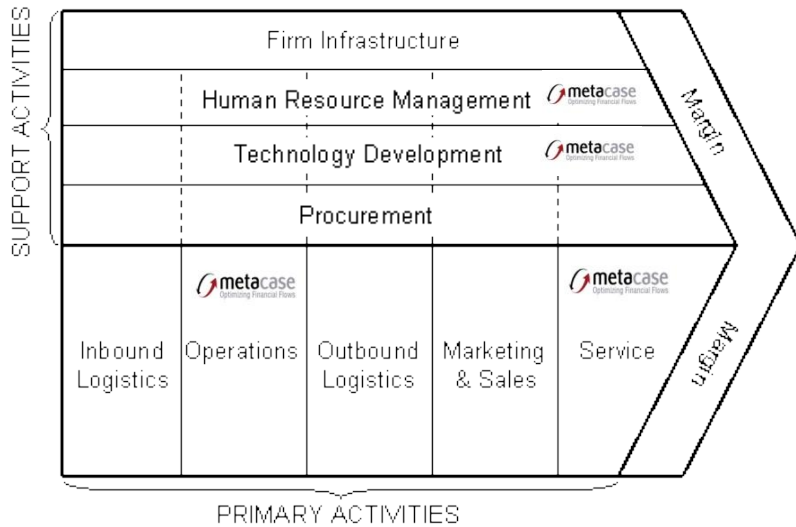 SUPPORT ACTIVITIES
Firm Infrastructure
Human Resource Management
metacase
Optimizing Financial Flows
Technology Development
metacase
Optimizing Financial Flows
Procurement
Margin
metacase
Optimizing Financial Flows
metacase
Optimizing Financial Flows
Inbound
Logistics
Operations
Outbound
Logistics
Marketing
& Sales
Service
Margin
PRIMARY ACTIVITIES